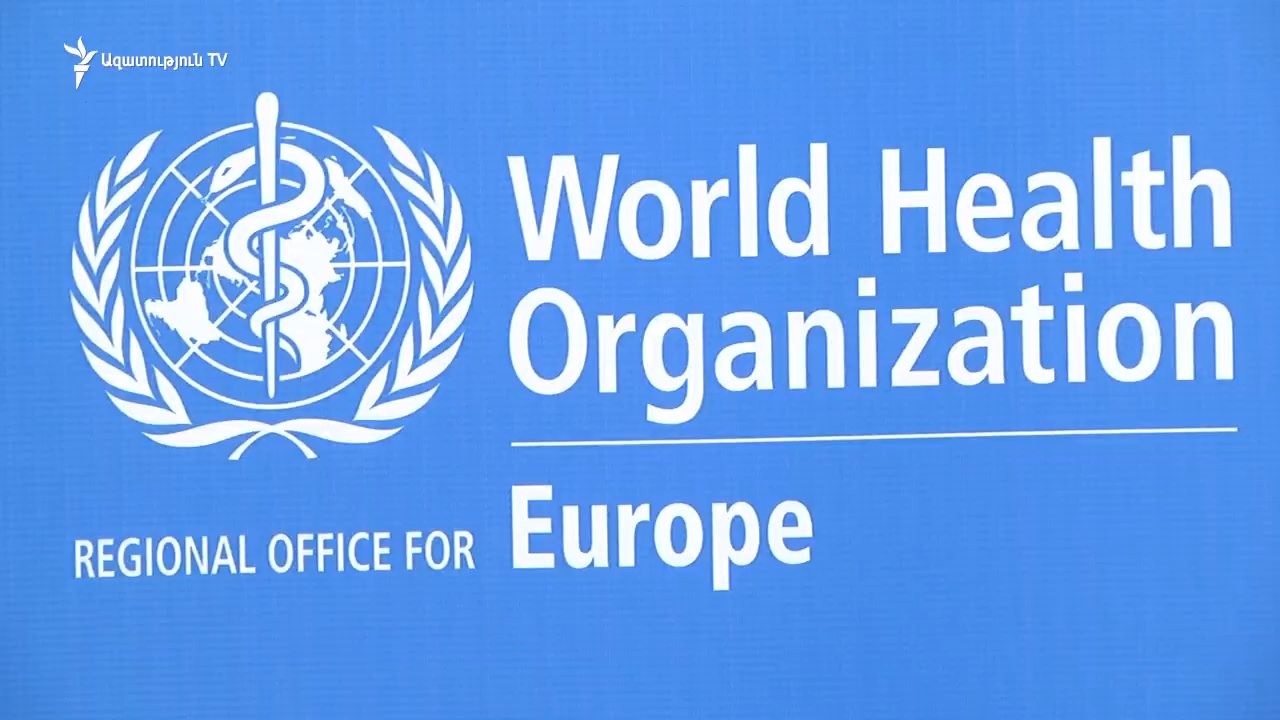 Ազատություն TV
World Health
Organization
REGIONAL OFFICE FOR Europe